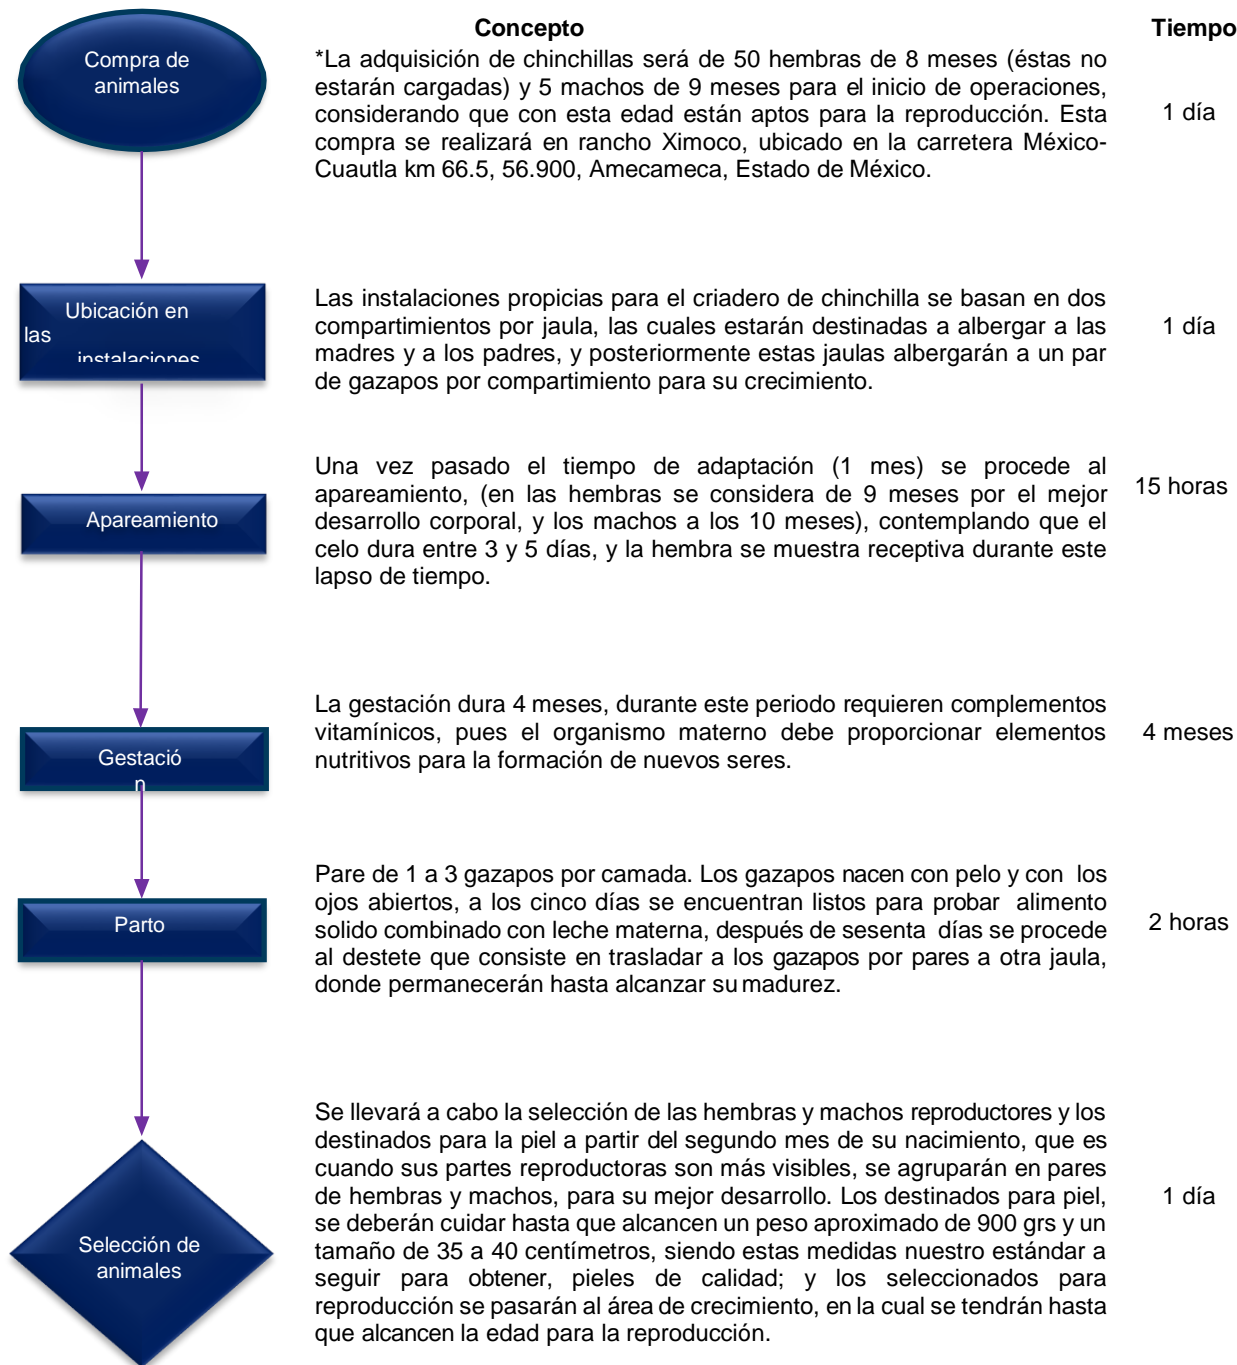 Concepto
Tiempo
Compra de
animales
*La adquisición de chinchillas será de 50 hembras de 8 meses (éstas no
estarán cargadas) y 5 machos de 9 meses para el inicio de operaciones,
considerando que con esta edad están aptos para la reproducción. Esta
compra se realizará en rancho Ximoco, ubicado en la carretera México-
Cuautla km 66.5, 56.900, Amecameca, Estado de México.
1 día
Ubicación en
las
instalaciones
Las instalaciones propicias para el criadero de chinchilla se basan en dos
compartimientos por jaula, las cuales estarán destinadas a albergar a las
madres y a los padres, y posteriormente estas jaulas albergarán a un par
de gazapos por compartimiento para su crecimiento.
1 día
Apareamiento
Una vez pasado el tiempo de adaptación (1 mes) se procede al
apareamiento, (en las hembras se considera de 9 meses por el mejor
desarrollo corporal, y los machos a los 10 meses), contemplando que el
celo dura entre 3 y 5 días, y la hembra se muestra receptiva durante este
lapso de tiempo.
15 horas
Gestació
n
La gestación dura 4 meses, durante este periodo requieren complementos
vitamínicos, pues el organismo materno debe proporcionar elementos
nutritivos para la formación de nuevos seres.
4 meses
Parto
Pare de 1 a 3 gazapos por camada. Los gazapos nacen con pelo y con los
ojos abiertos, a los cinco días se encuentran listos para probar alimento
solido combinado con leche materna, después de sesenta días se procede
al destete que consiste en trasladar a los gazapos por pares a otra jaula,
donde permanecerán hasta alcanzar su madurez.
2 horas
Selección de
animales
Se llevará a cabo la selección de las hembras y machos reproductores y los
destinados para la piel a partir del segundo mes de su nacimiento, que es
cuando sus partes reproductoras son más visibles, se agruparán en pares
de hembras y machos, para su mejor desarrollo. Los destinados para piel,
se deberán cuidar hasta que alcancen un peso aproximado de 900 grs y un
tamaño de 35 a 40 centímetros, siendo estas medidas nuestro estándar a
seguir para obtener, pieles de calidad; y los seleccionados para
reproducción se pasarán al área de crecimiento, en la cual se tendrán hasta
que alcancen la edad para la reproducción.
1 día